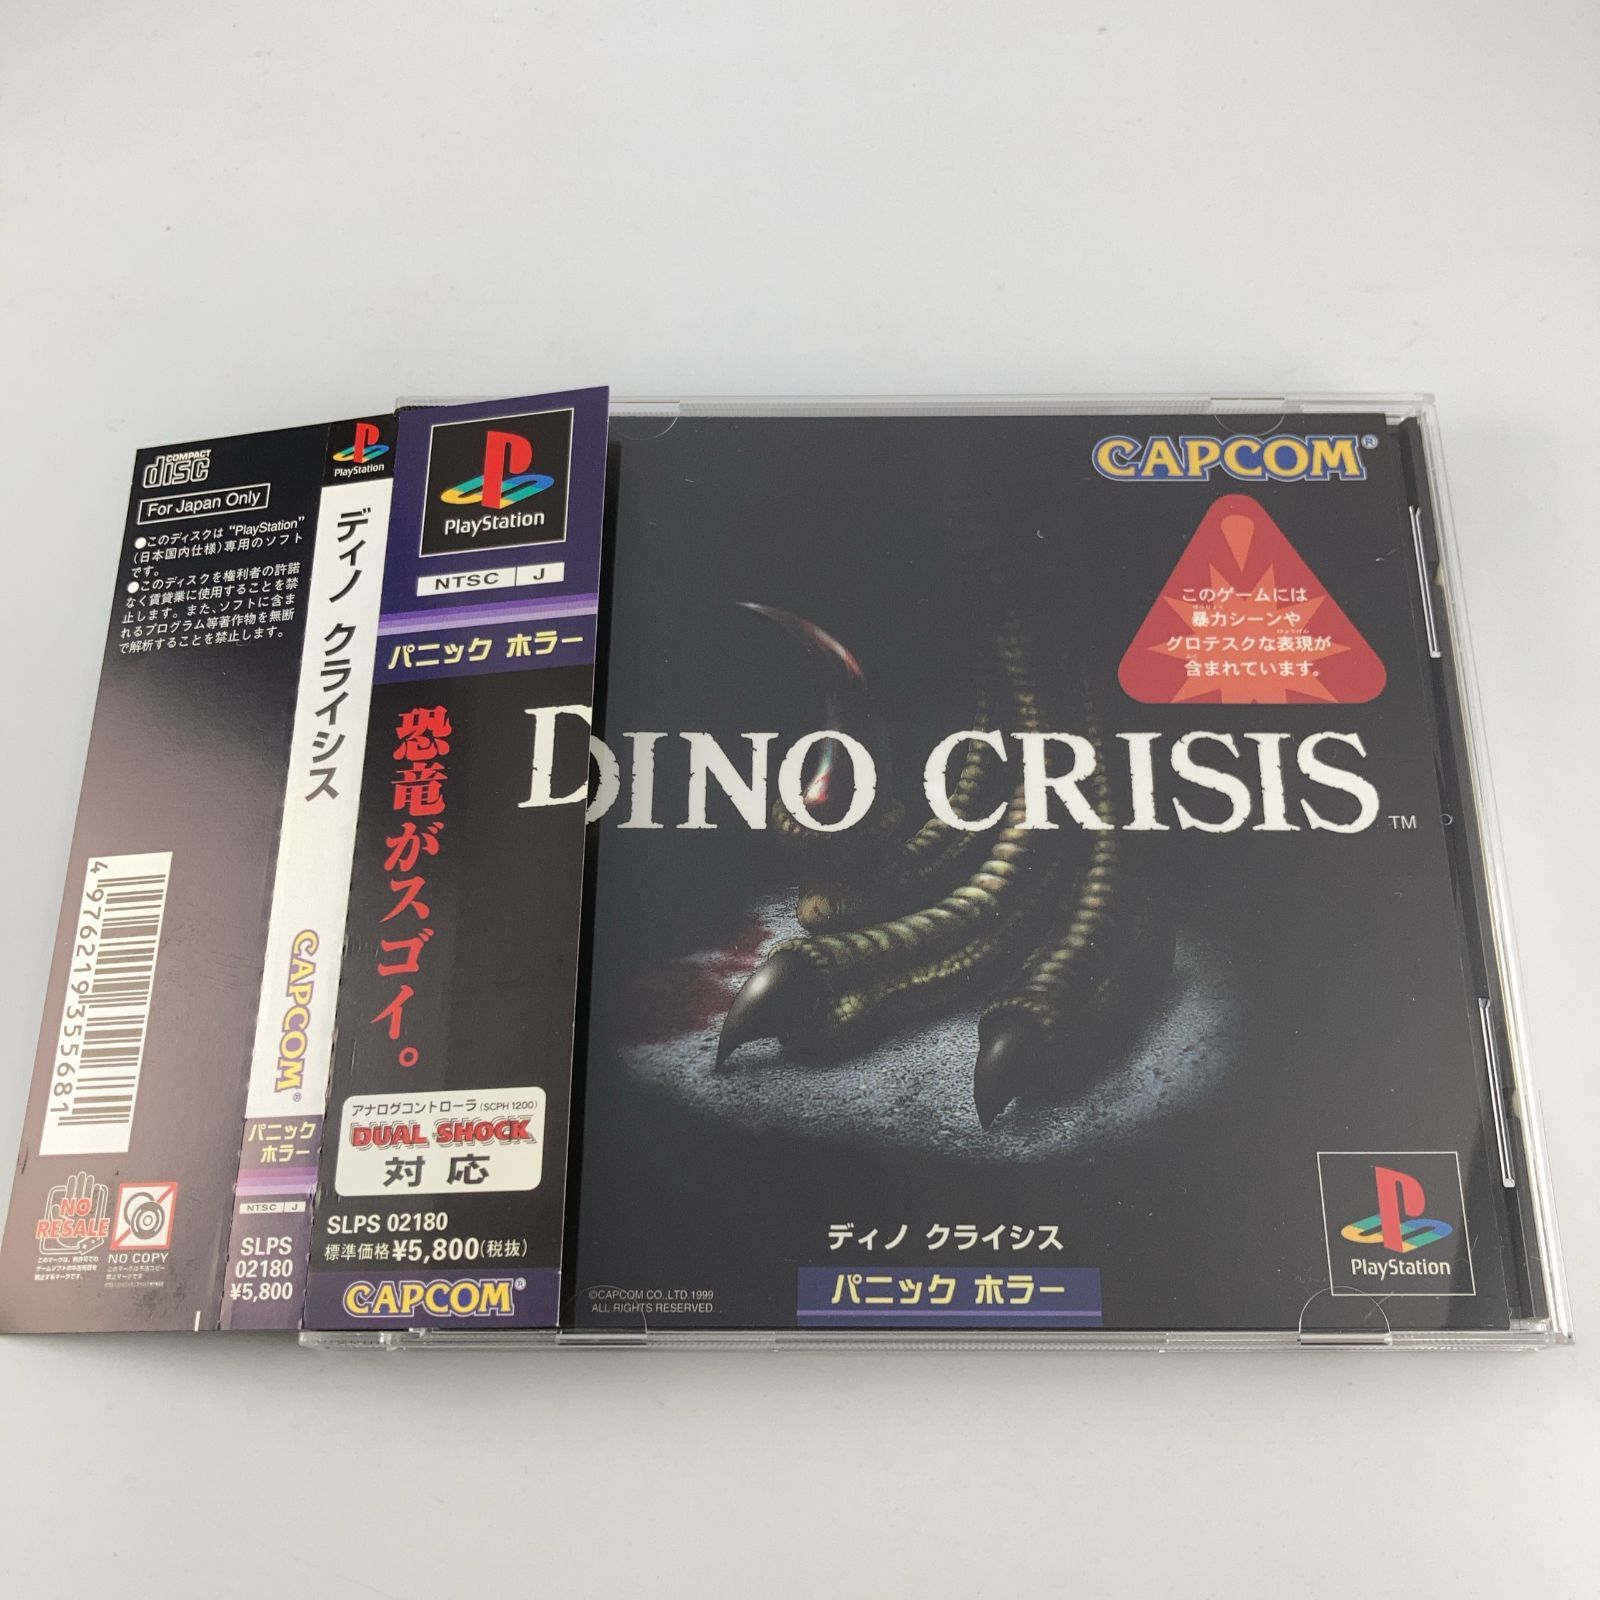 COMPACT
disc
For Japan Only
●このディスクは“PlayStation”
(日本国内仕様)専用のソフト
です。
●このディスクを権利者の許諾
なく賃貸業に使用することを禁
止します。また、ソフトに含ま
れるプログラム等著作物を無断
で解析することを禁止します。
4976219355681
NO
RESALE
NO COPY
PlayStation
ディノ クライシス
CAPCOM®
パニック
ホラー
NTSC J
SLPS
02180
¥5,800
PlayStation
NTSC J
パニック ホラー
恐竜がスゴイ。
アナログコントローラ(SCPH 1200)
DUAL SHOCK
対応
SLPS 02180
標準価格¥5,800(税抜)
CAPCOM®
CAPCOM®
このゲームには
暴力シーンや
グロテスクな表現が
含まれています。
DINO CRISIS™
ディノ クライシス
パニック ホラー
©CAPCOM CO.,LTD 1999
ALL RIGHTS RESERVED.
PlayStation